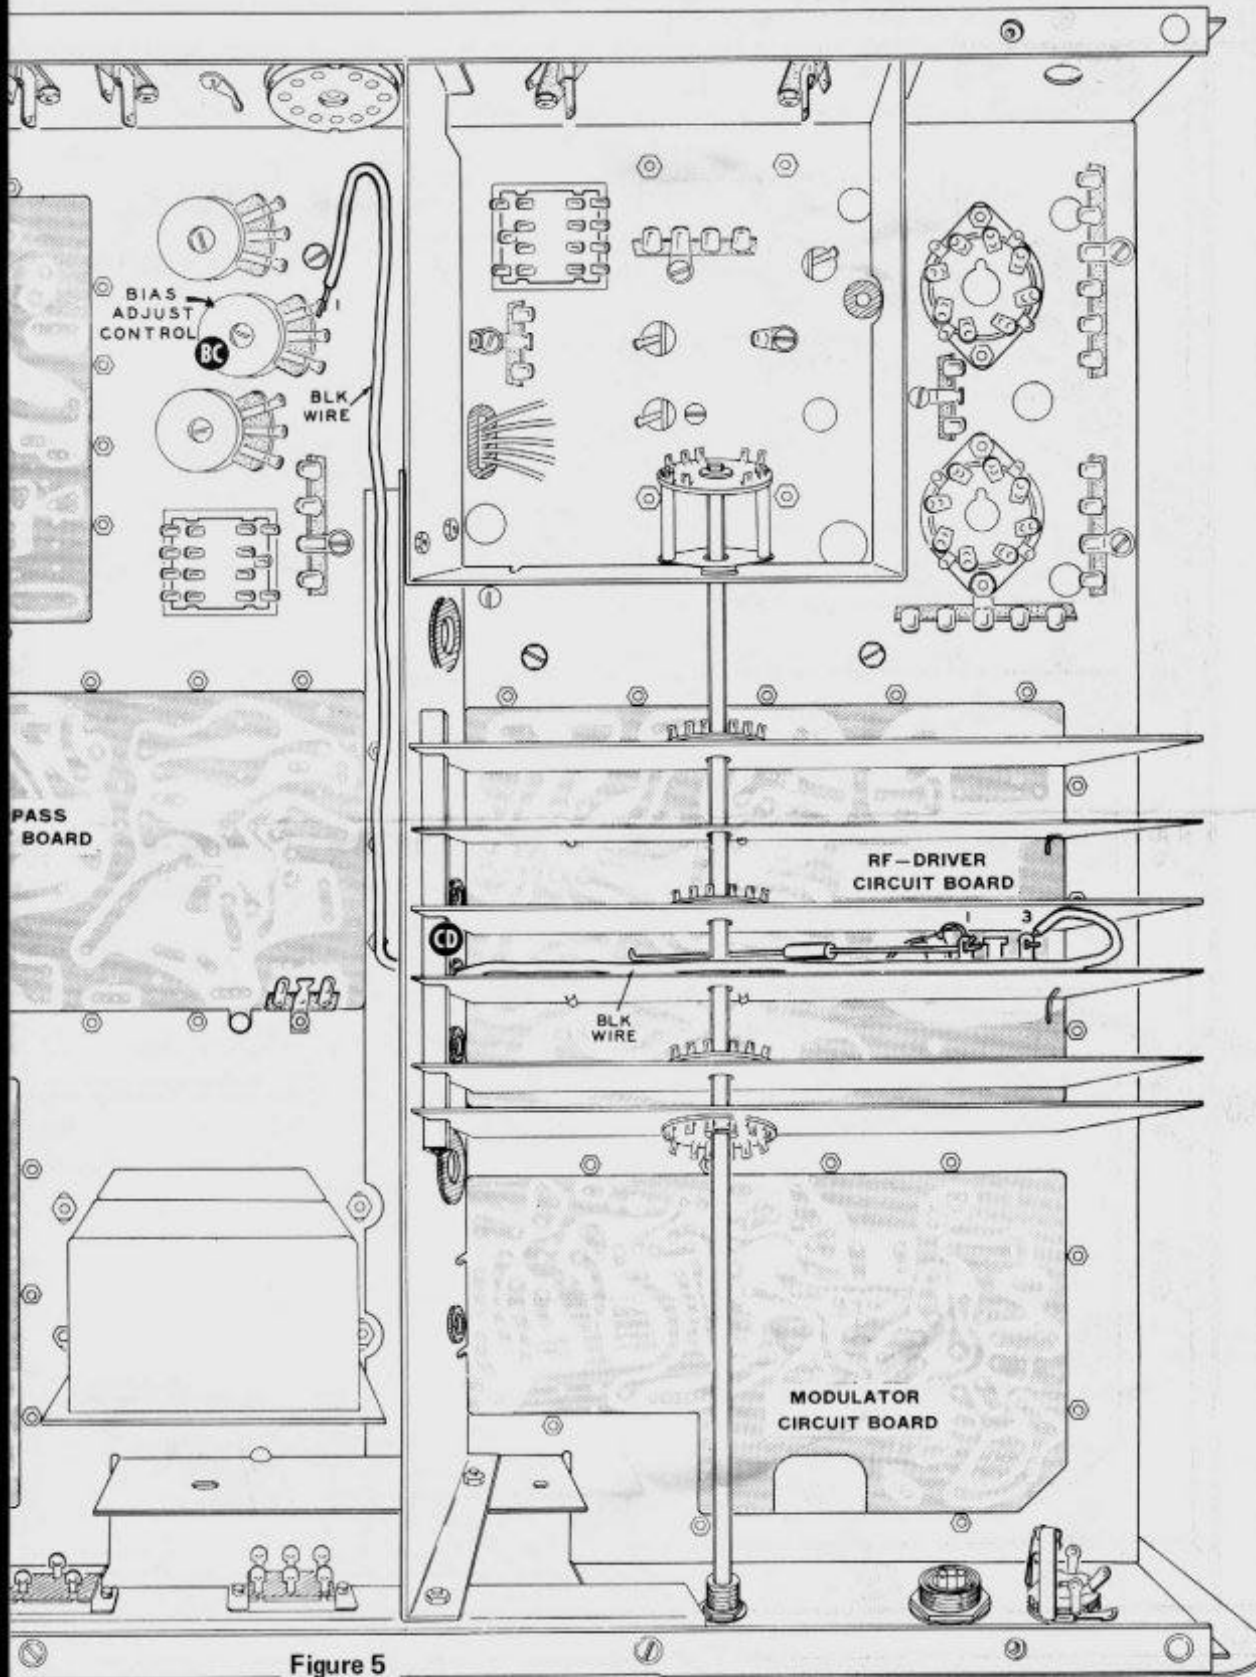 BIAS
ADJUST
CONTROL
BC
1
BLK
WIRE
PASS
BOARD
RF—DRIVER
CIRCUIT BOARD
CD
1
3
BLK
WIRE
MODULATOR
CIRCUIT BOARD
Figure 5